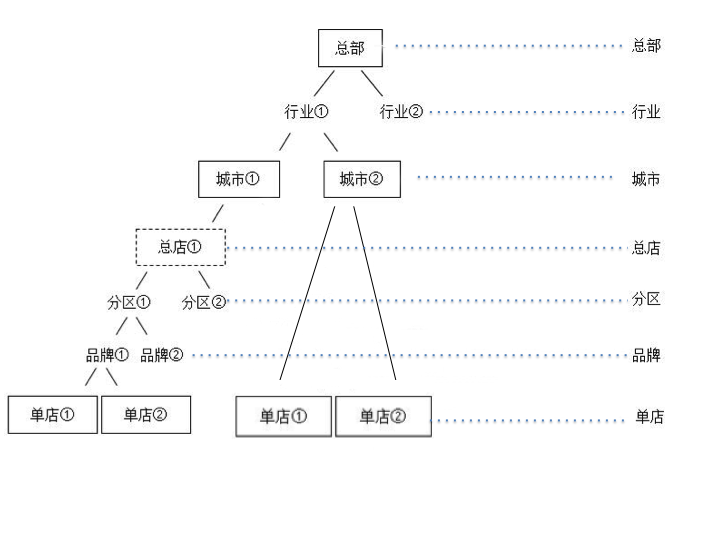 总部 总部
行业① 行业② 行业
城市① 城市② 城市
总店① 总店
分区① 分区② 分区
品牌① 品牌② 品牌
单店① 单店② 单店① 单店② 单店